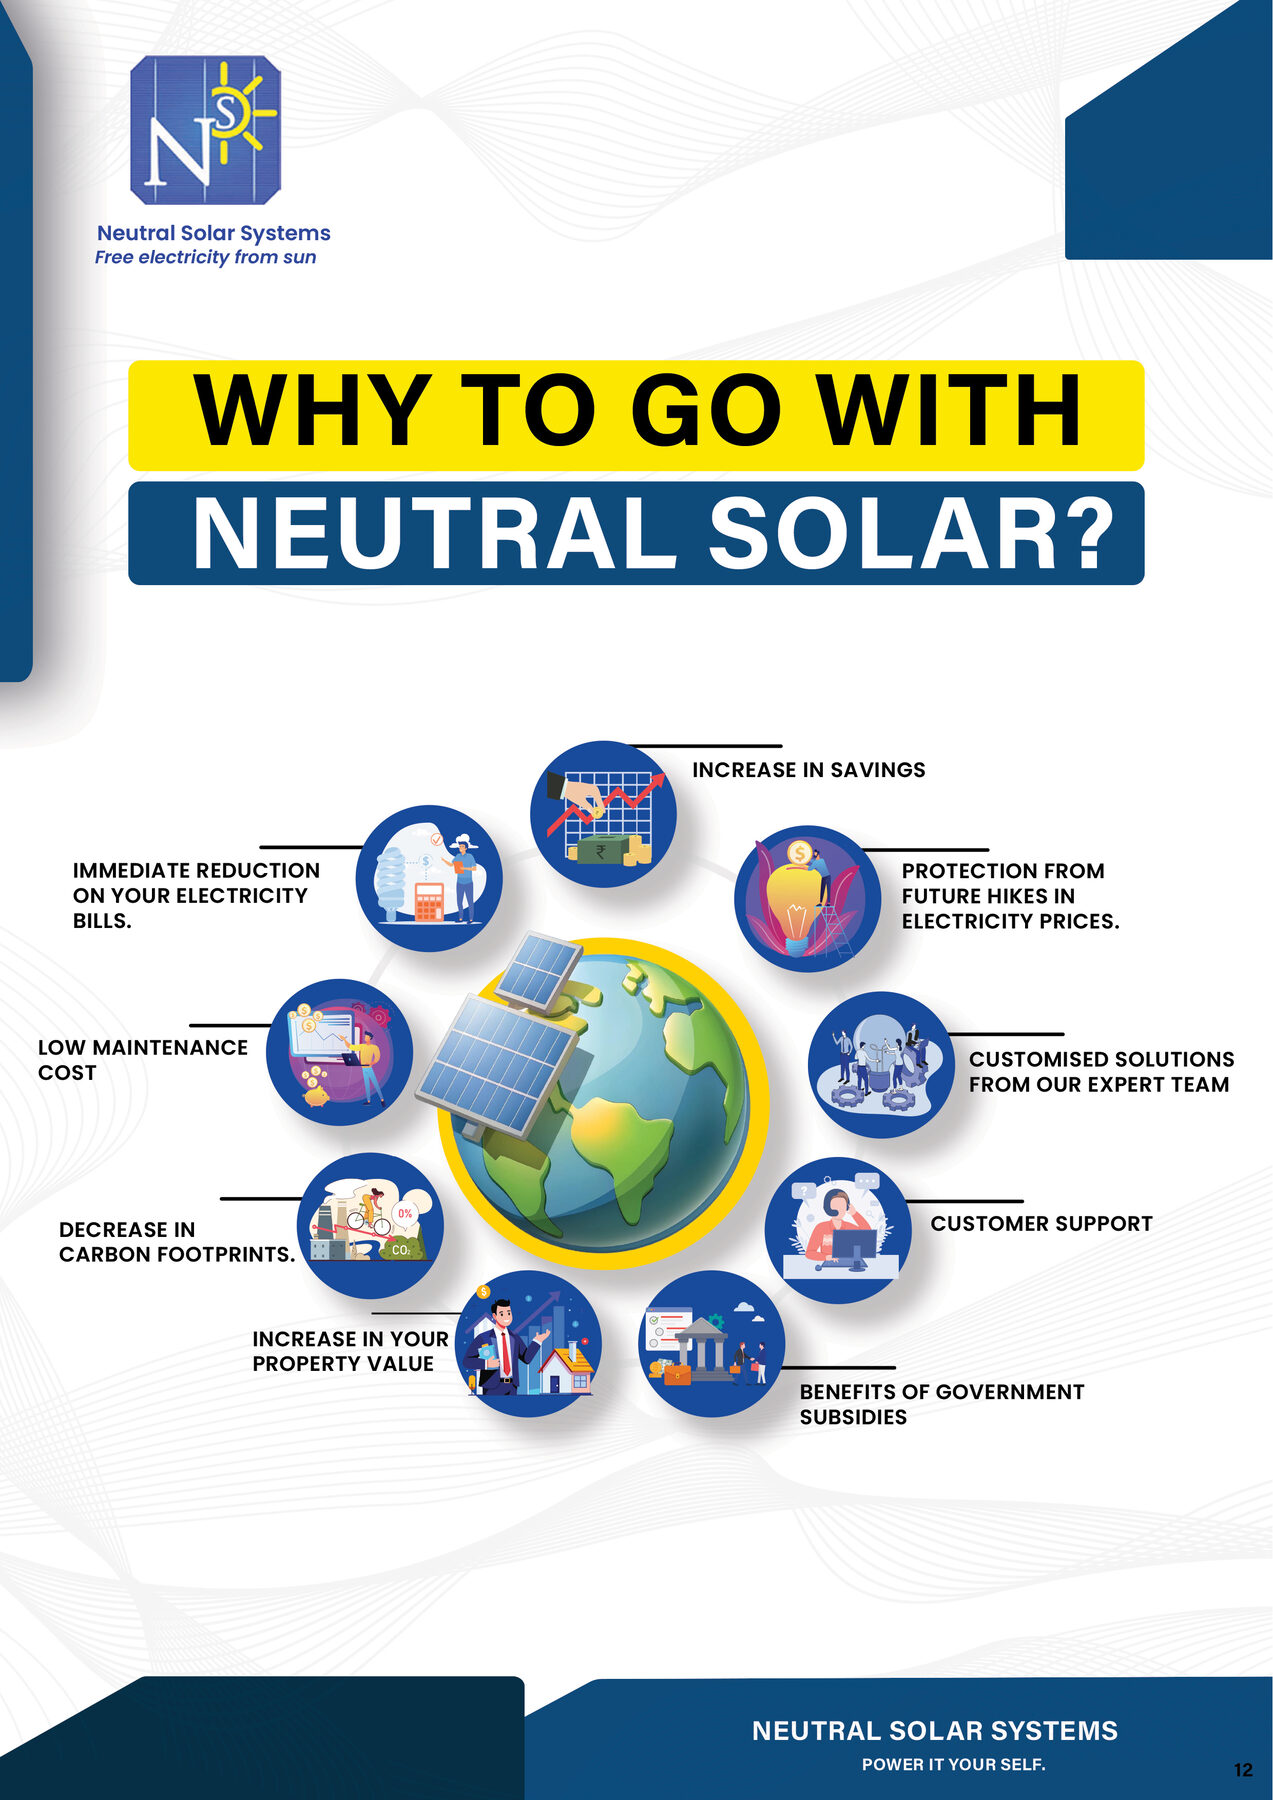 NS
Neutral Solar Systems
Free electricity from sun
WHY TO GO WITH
NEUTRAL SOLAR?
INCREASE IN SAVINGS
₹
PROTECTION FROM
FUTURE HIKES IN
ELECTRICITY PRICES.
$
CUSTOMISED SOLUTIONS
FROM OUR EXPERT TEAM
CUSTOMER SUPPORT
?
BENEFITS OF GOVERNMENT
SUBSIDIES
INCREASE IN YOUR
PROPERTY VALUE
$
DECREASE IN
CARBON FOOTPRINTS.
0%
CO₂
LOW MAINTENANCE
COST
$
$
$
IMMEDIATE REDUCTION
ON YOUR ELECTRICITY
BILLS.
$
NEUTRAL SOLAR SYSTEMS
POWER IT YOUR SELF.
12